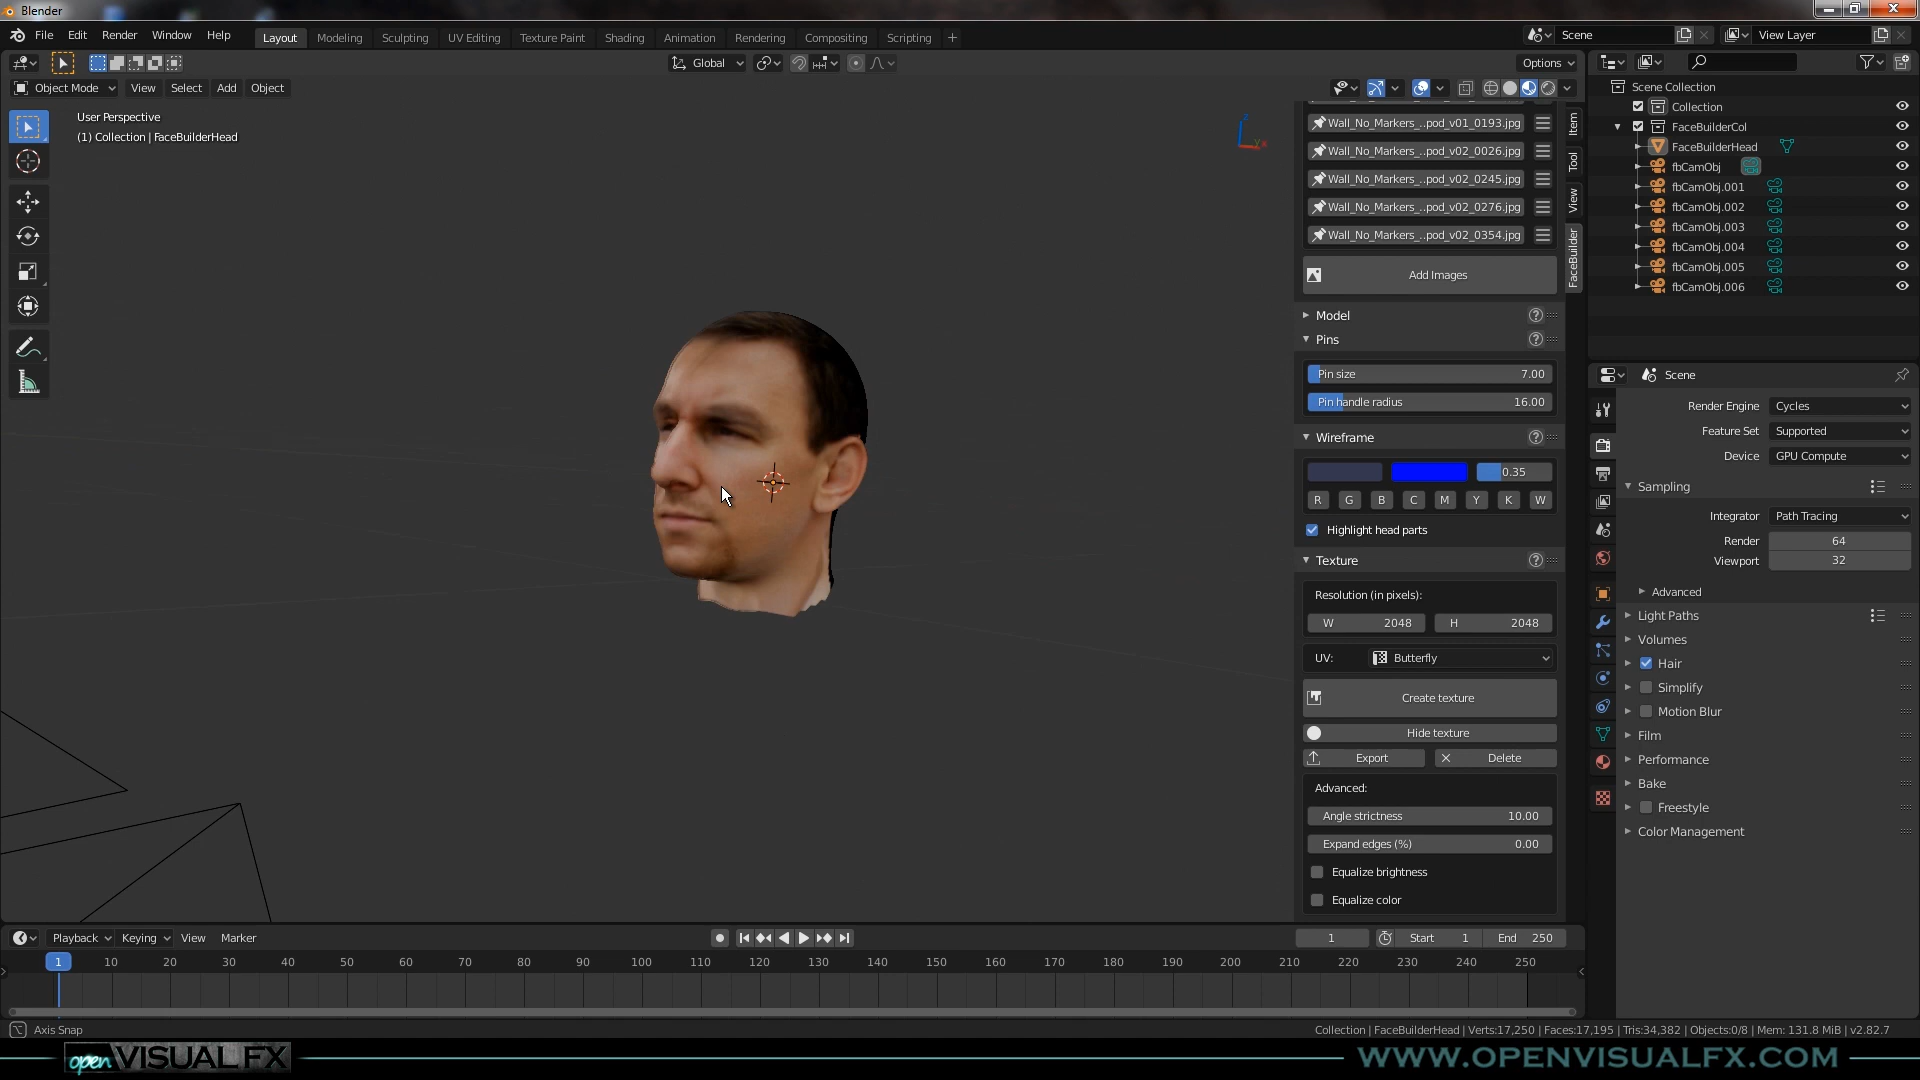 Blender
File Edit Render Window Help
Layout Modeling Sculpting UV Editing Texture Paint Shading Animation Rendering Compositing Scripting +
Scene
View Layer
Global
Options
Object Mode View Select Add Object
User Perspective
(1) Collection | FaceBuilderHead
Wall_No_Markers_..pod_v01_0193.jpg
Wall_No_Markers_..pod_v02_0026.jpg
Wall_No_Markers_..pod_v02_0245.jpg
Wall_No_Markers_..pod_v02_0276.jpg
Wall_No_Markers_..pod_v02_0354.jpg
Add Images
Model
Pins
Pin size 7.00
Pin handle radius 16.00
Wireframe
0.35
R G B C M Y K W
Highlight head parts
Texture
Resolution (in pixels):
W 2048 H 2048
UV: Butterfly
Create texture
Hide texture
Export Delete
Advanced:
Angle strictness 10.00
Expand edges (%) 0.00
Equalize brightness
Equalize color
Item
Tool
View
FaceBuilder
Scene Collection
Collection
FaceBuilderCol
FaceBuilderHead
fbCamObj
fbCamObj.001
fbCamObj.002
fbCamObj.003
fbCamObj.004
fbCamObj.005
fbCamObj.006
Scene
Render Engine Cycles
Feature Set Supported
Device GPU Compute
Sampling
Integrator Path Tracing
Render 64
Viewport 32
Advanced
Light Paths
Volumes
Hair
Simplify
Motion Blur
Film
Performance
Bake
Freestyle
Color Management
Playback Keying View Marker
1 Start 1 End 250
1 10 20 30 40 50 60 70 80 90 100 110 120 130 140 150 160 170 180 190 200 210 220 230 240 250
Axis Snap
Collection | FaceBuilderHead | Verts:17,250 | Faces:17,195 | Tris:34,382 | Objects:0/8 | Mem: 131.8 MiB | v2.82.7
open VISUALFX
WWW.OPENVISUALFX.COM